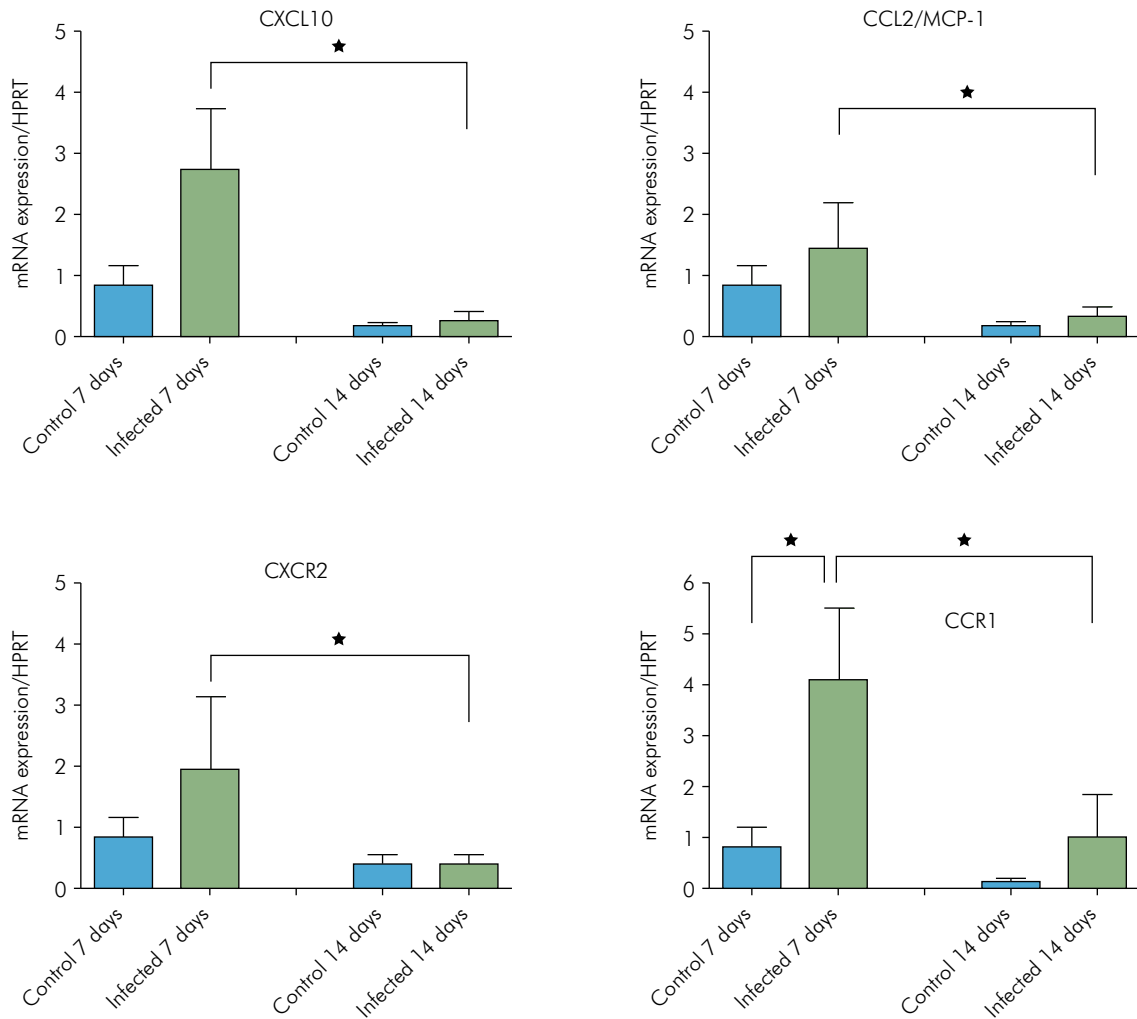 CXCL10
mRNA expression/HPRT
5
4
3
2
1
0
Control 7 days
Infected 7 days
Control 14 days
Infected 14 days
CCL2/MCP-1
mRNA expression/HPRT
5
4
3
2
1
0
Control 7 days
Infected 7 days
Control 14 days
Infected 14 days
CXCR2
mRNA expression/HPRT
5
4
3
2
1
0
Control 7 days
Infected 7 days
Control 14 days
Infected 14 days
CCR1
mRNA expression/HPRT
6
5
4
3
2
1
0
Control 7 days
Infected 7 days
Control 14 days
Infected 14 days